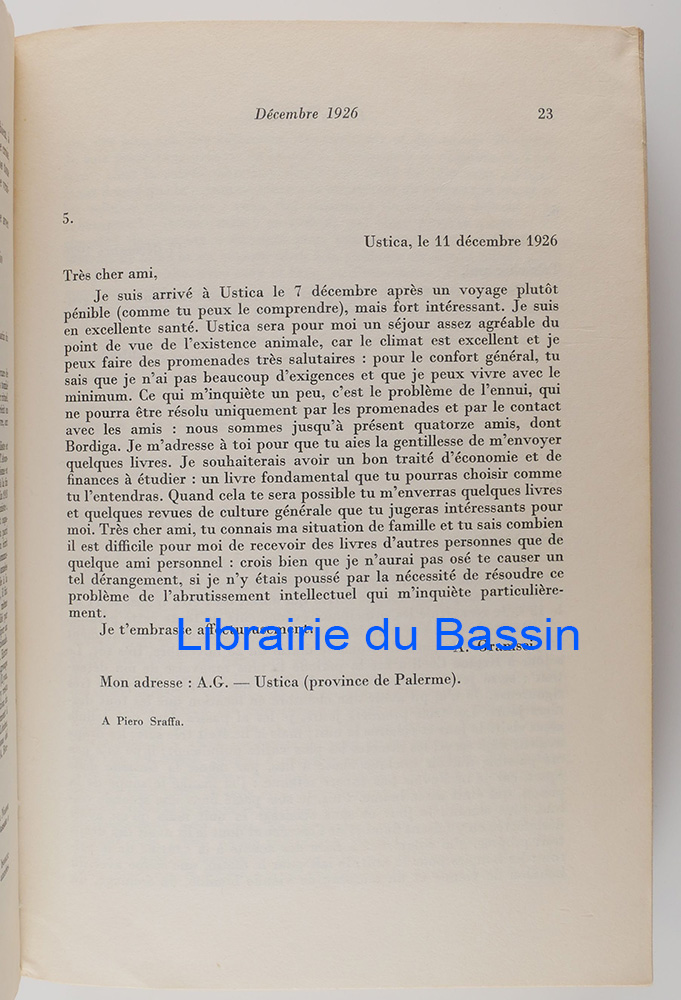 Décembre 1926 23
5.
Ustica, le 11 décembre 1926
Très cher ami,
Je suis arrivé à Ustica le 7 décembre après un voyage plutôt
pénible (comme tu peux le comprendre), mais fort intéressant. Je suis
en excellente santé. Ustica sera pour moi un séjour assez agréable du
point de vue de l'existence animale, car le climat est excellent et je
peux faire des promenades très salutaires : pour le confort général, tu
sais que je n'ai pas beaucoup d'exigences et que je peux vivre avec le
minimum. Ce qui m'inquiète un peu, c'est le problème de l'ennui, qui
ne pourra être résolu uniquement par les promenades et par le contact
avec les amis : nous sommes jusqu'à présent quatorze amis, dont
Bordiga. Je m'adresse à toi pour que tu aies la gentillesse de m'envoyer
quelques livres. Je souhaiterais avoir un bon traité d'économie et de
finances à étudier : un livre fondamental que tu pourras choisir comme
tu l'entendras. Quand cela te sera possible tu m'enverras quelques livres
et quelques revues de culture générale que tu jugeras intéressants pour
moi. Très cher ami, tu connais ma situation de famille et tu sais combien
il est difficile pour moi de recevoir des livres d'autres personnes que de
quelque ami personnel : crois bien que je n'aurai pas osé te causer un
tel dérangement, si je n'y étais poussé par la nécessité de résoudre ce
problème de l'abrutissement intellectuel qui m'inquiète particulière-
ment.
Je t'embrasse affectueusement.
Librairie du Bassin
A. Gramsci
Mon adresse : A.G. — Ustica (province de Palerme).
A Piero Sraffa.